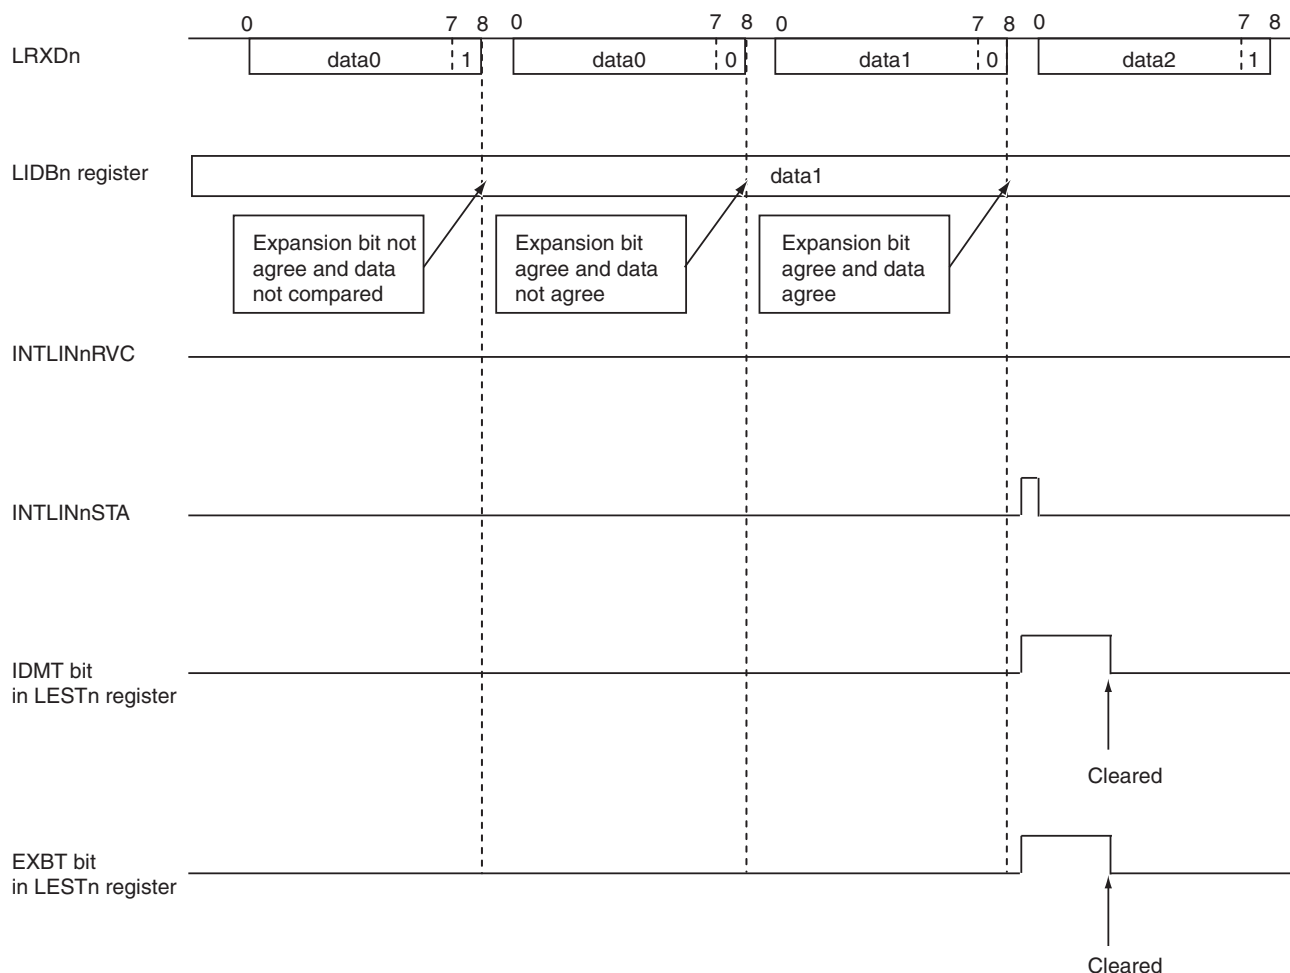 0 7 8 0 7 8 0 7 8 0 7 8
LRXDn data0 1 data0 0 data1 0 data2 1
LIDBn register data1
Expansion bit not
agree and data
not compared
Expansion bit
agree and data
not agree
Expansion bit
agree and data
agree
INTLINnRVC
INTLINnSTA
IDMT bit
in LESTn register
Cleared
EXBT bit
in LESTn register
Cleared